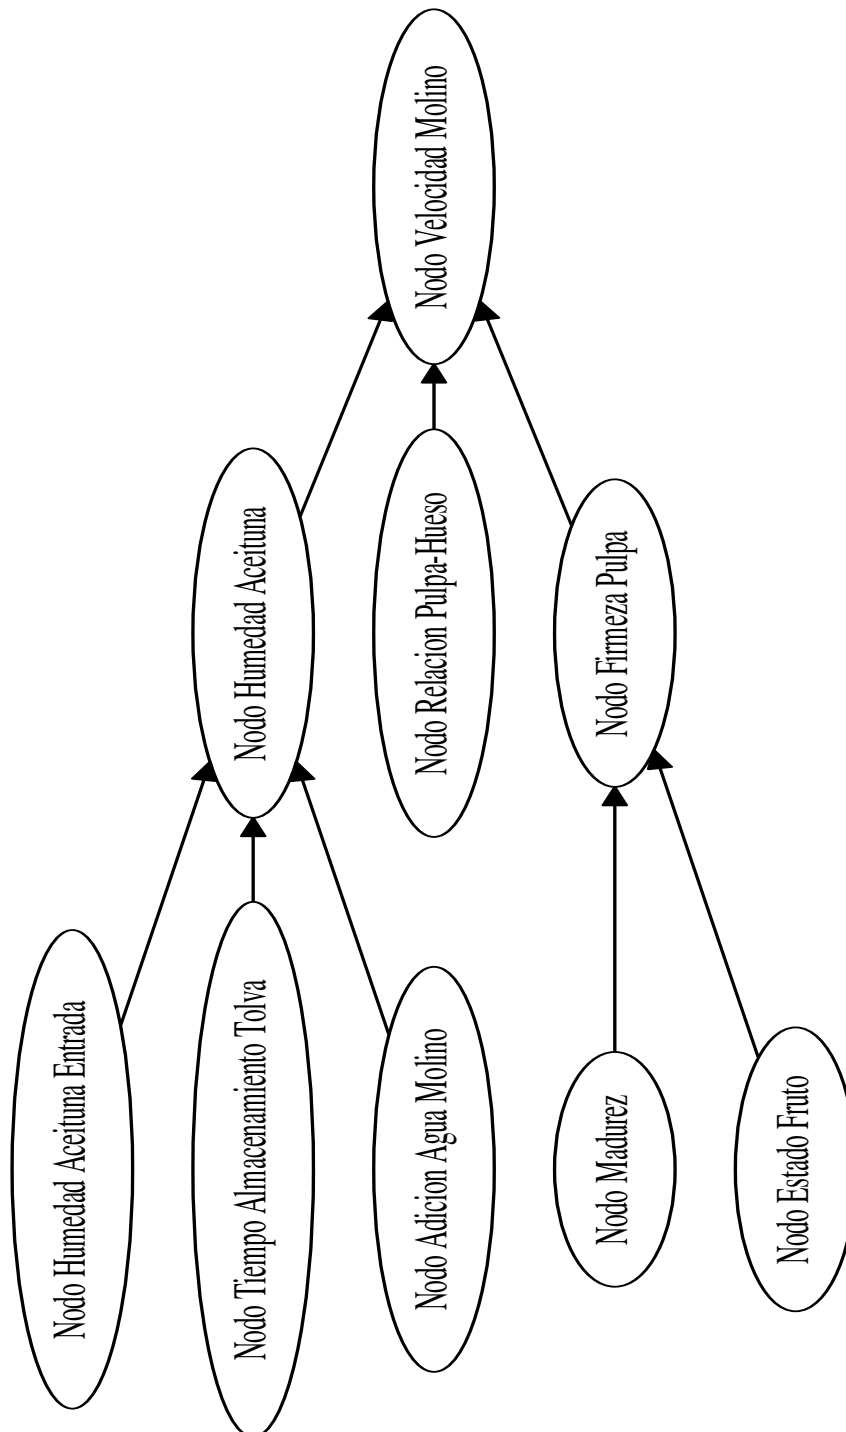 Nodo Humedad Aceituna Entrada
Nodo Tiempo Almacenamiento Tolva
Nodo Adicion Agua Molino
Nodo Madurez
Nodo Estado Fruto
Nodo Humedad Aceituna
Nodo Relacion Pulpa-Hueso
Nodo Firmeza Pulpa
Nodo Velocidad Molino